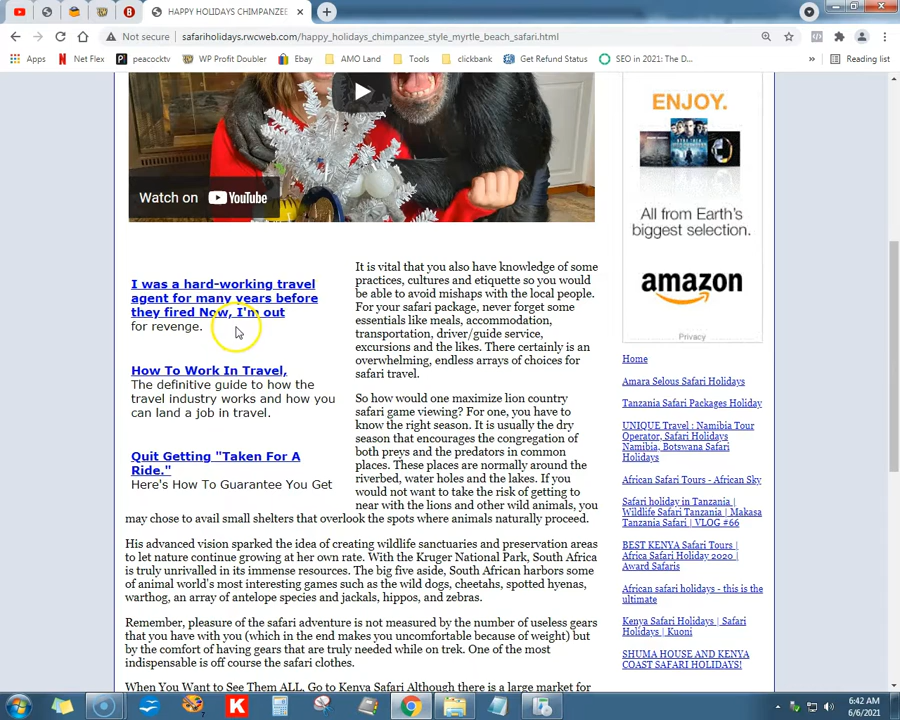 HAPPY HOLIDAYS CHIMPANZEE
Not secure
safariholidays.rwcweb.com/happy_holidays_chimpanzee_style_myrtle_beach_safari.html
Apps
Net Flex
peacocktv
WP Profit Doubler
Ebay
AMO Land
Tools
clickbank
Get Refund Status
SEO in 2021: The D...
»
Reading list
Watch on YouTube
I was a hard-working travel
agent for many years before
they fired Now, I'm out
for revenge.
How To Work In Travel,
The definitive guide to how the
travel industry works and how you
can land a job in travel.
Quit Getting "Taken For A
Ride."
Here's How To Guarantee You Get
It is vital that you also have knowledge of some
practices, cultures and etiquette so you would
be able to avoid mishaps with the local people.
For your safari package, never forget some
essentials like meals, accommodation,
transportation, driver/guide service,
excursions and the likes. There certainly is an
overwhelming, endless arrays of choices for
safari travel.
So how would one maximize lion country
safari game viewing? For one, you have to
know the right season. It is usually the dry
season that encourages the congregation of
both preys and the predators in common
places. These places are normally around the
riverbed, water holes and the lakes. If you
would not want to take the risk of getting to
near with the lions and other wild animals, you
may chose to avail small shelters that overlook the spots where animals naturally proceed.
His advanced vision sparked the idea of creating wildlife sanctuaries and preservation areas
to let nature continue growing at her own rate. With the Kruger National Park, South Africa
is truly unrivalled in its immense resources. The big five aside, South African harbors some
of animal world's most interesting games such as the wild dogs, cheetahs, spotted hyenas,
warthog, an array of antelope species and jackals, hippos, and zebras.
Remember, pleasure of the safari adventure is not measured by the number of useless gears
that you have with you (which in the end makes you uncomfortable because of weight) but
by the comfort of having gears that are truly needed while on trek. One of the most
indispensable is off course the safari clothes.
When You Want to See Them ALL, Go to Kenya Safari Although there is a large market for
ENJOY.
All from Earth's
biggest selection.
amazon
Privacy
Home
Amara Selous Safari Holidays
Tanzania Safari Packages Holiday
UNIQUE Travel : Namibia Tour
Operator, Safari Holidays
Namibia, Botswana Safari
Holidays
African Safari Tours - African Sky
Safari holiday in Tanzania |
Wildlife Safari Tanzania | Makasa
Tanzania Safari | VLOG #66
BEST KENYA Safari Tours |
Africa Safari Holiday 2020 |
Award Safaris
African safari holidays - this is the
ultimate
Kenya Safari Holidays | Safari
Holidays | Kuoni
SHUMA HOUSE AND KENYA
COAST SAFARI HOLIDAYS!
6:42 AM
6/6/2021